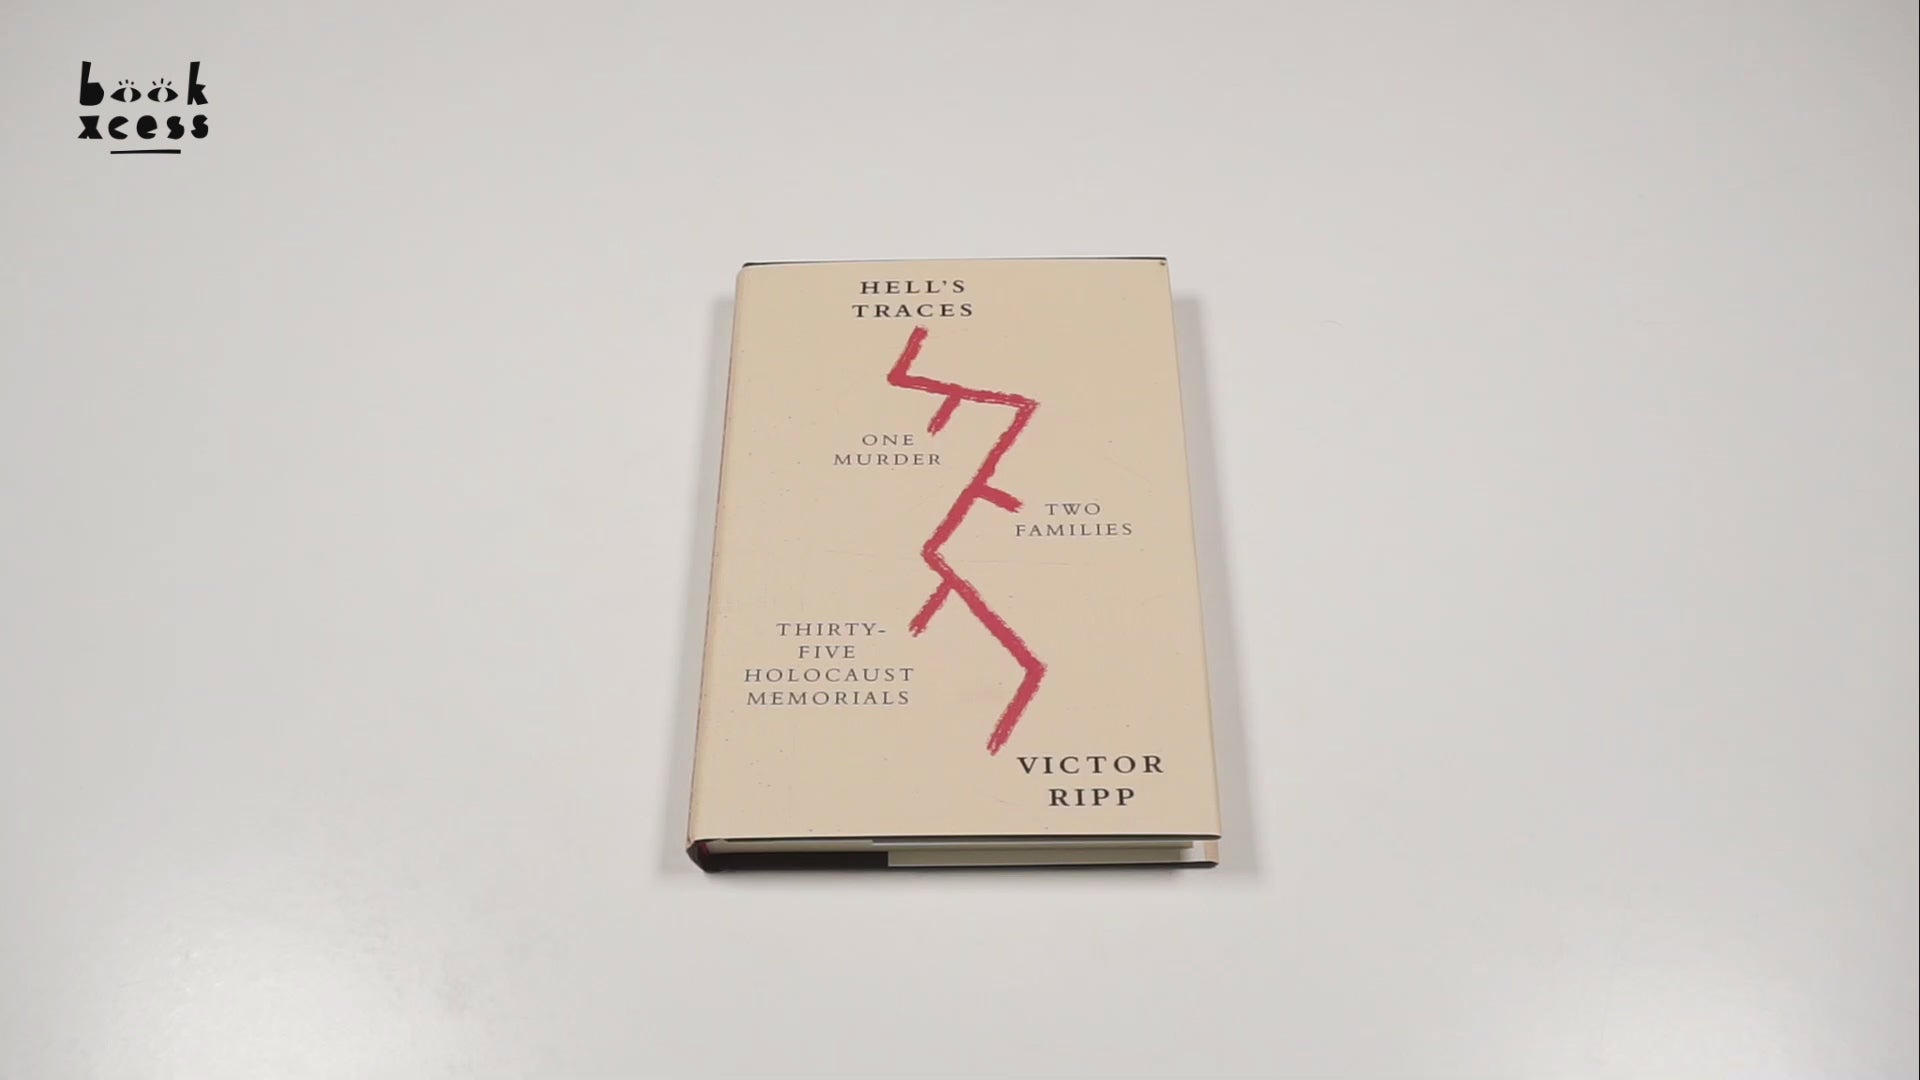 book
xcess
HELL'S
TRACES
ONE
MURDER
TWO
FAMILIES
THIRTY-
FIVE
HOLOCAUST
MEMORIALS
VICTOR
RIPP